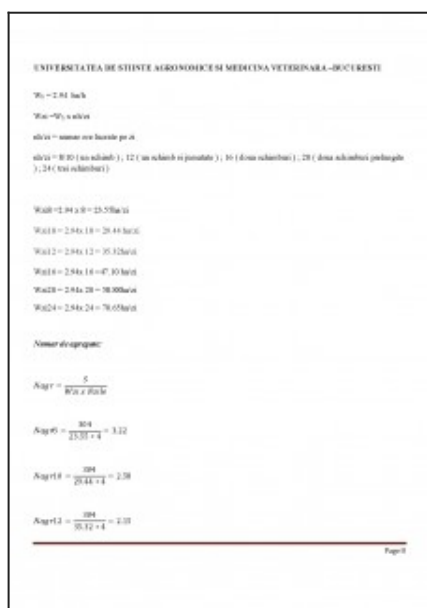 UNIVERSITATEA DE STIINTE AGRONOMICE SI MEDICINA VETERINARA –BUCURESTI
W₁ = 2.94 ha/h
Wzi =W₁ x nh/zi
nh/zi = numar ore lucrate pe zi
nh/zi = 8/10 ( un schimb ) ; 12 ( un schimb si jumatate ) ; 16 ( doua schimburi ) ; 20 ( doua schimburi prelungite
) ; 24 ( trei schimburi )
Wzi8 =2.94 x 8 = 23.55ha/zi
Wzi10 = 2.94x 10 = 29.44 ha/zi
Wzi12 = 2.94x 12 = 35.32ha/zi
Wzi16 = 2.94x 16 =47.10 ha/zi
Wzi20 = 2.94x 20 = 58.88ha/zi
Wzi24 = 2.94x 24 = 70.65ha/zi
Numar de agregate:
Nagr = S / Wzi x
Nagr8 = 304 / 23.55 * 4 = 3.22
Nagr10 = 304 / 29.44 * 4 = 2.58
Nagr12 = 304 / 35.32 * 4 = 2.15
Page 8